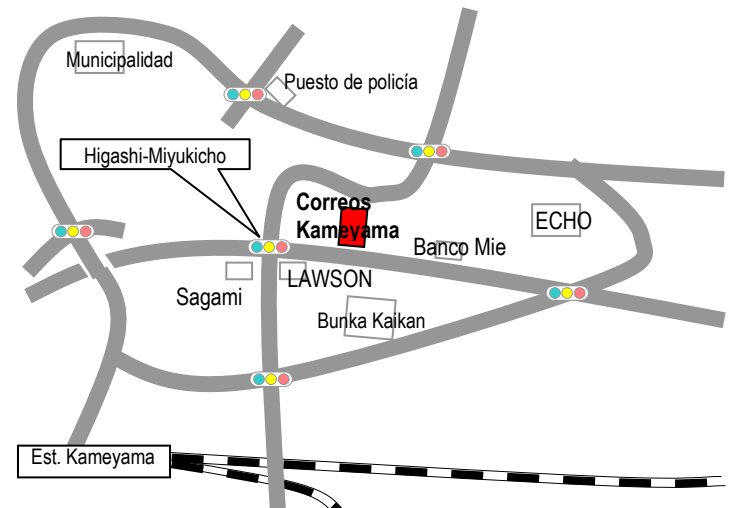 Municipalidad
Puesto de policía
Higashi-Miyukicho
Correos
Kameyama
ECHO
Banco Mie
LAWSON
Sagami
Bunka Kaikan
Est. Kameyama